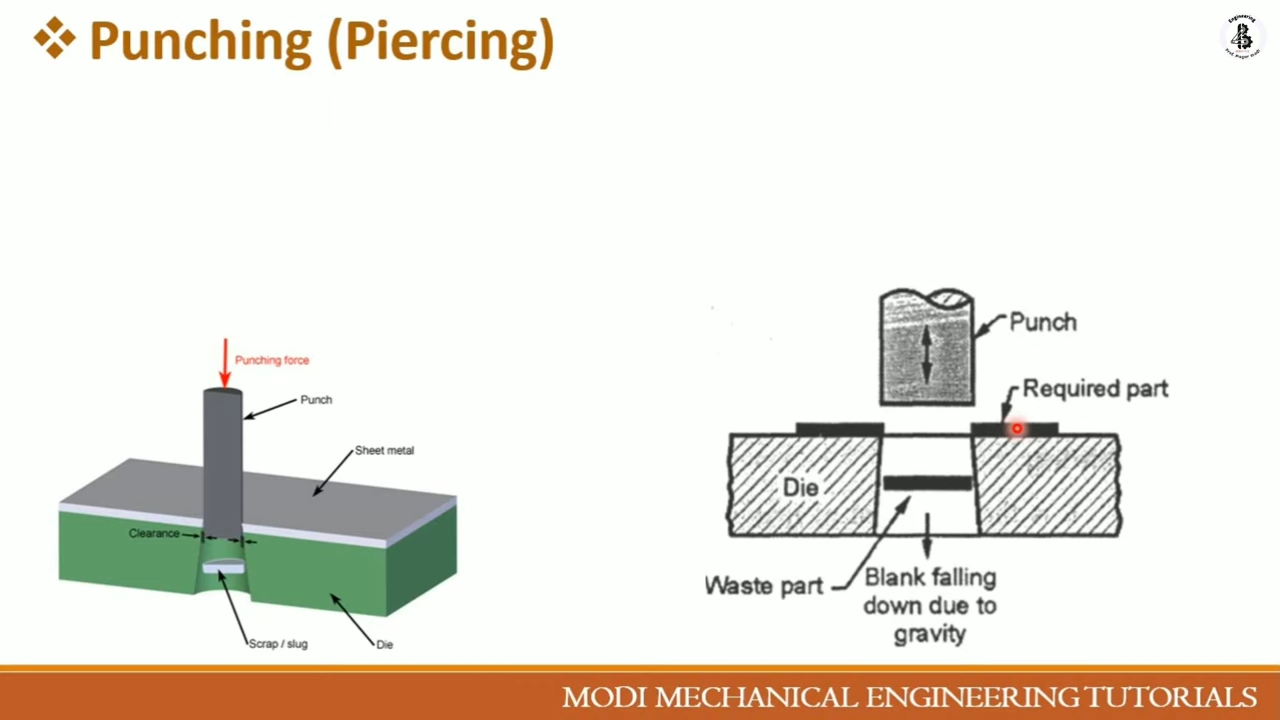 ❖ Punching (Piercing)
Engineering
Punching force
Punch
Sheet metal
Clearance
Scrap / slug
Die
Punch
Required part
Die
Waste part
Blank falling
down due to
gravity
MODI MECHANICAL ENGINEERING TUTORIALS